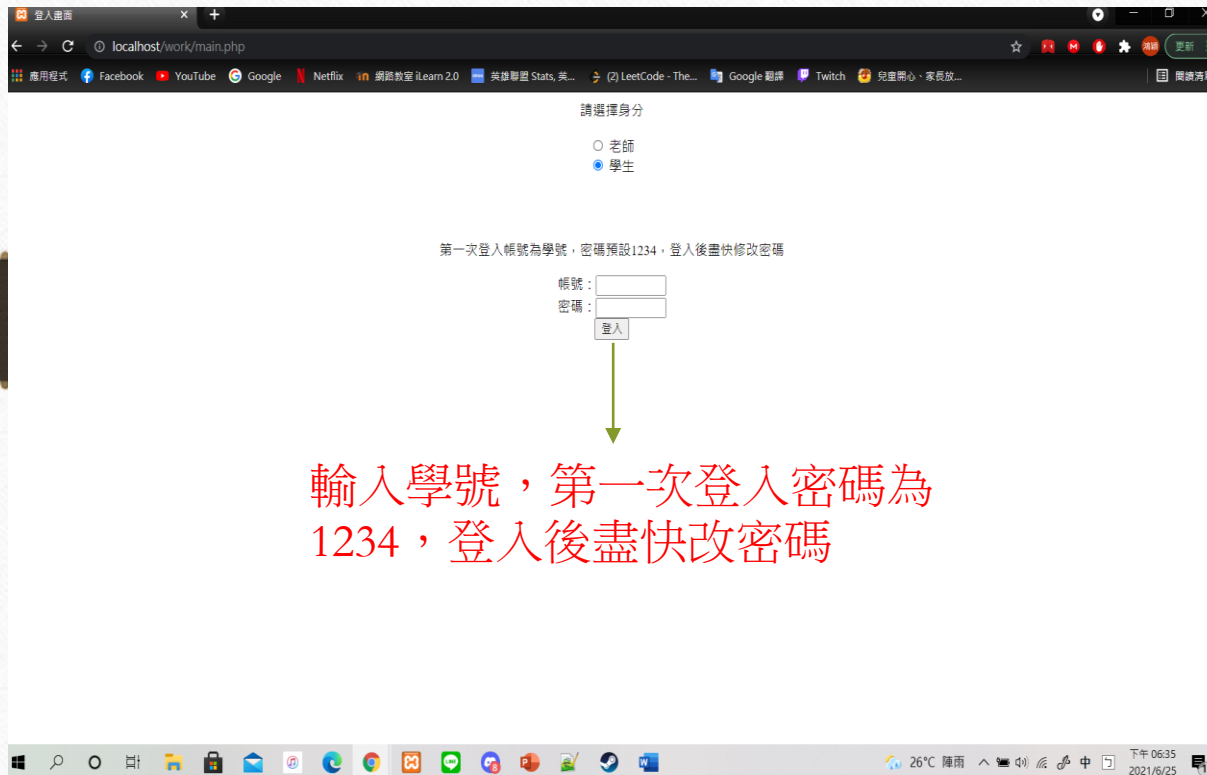 登入畫面
localhost/work/main.php
鴻穎 更新
應用程式 Facebook YouTube Google Netflix 網路教室 iLearn 2.0 英雄聯盟 Stats, 英... (2) LeetCode - The... Google 翻譯 Twitch 兒童開心、家長放... 閱讀清單
請選擇身分
老師
學生
第一次登入帳號為學號，密碼預設1234，登入後盡快修改密碼
帳號：
密碼：
登入
輸入學號，第一次登入密碼為
1234，登入後盡快改密碼
26°C 陣雨 中 下午 06:35
2021/6/25